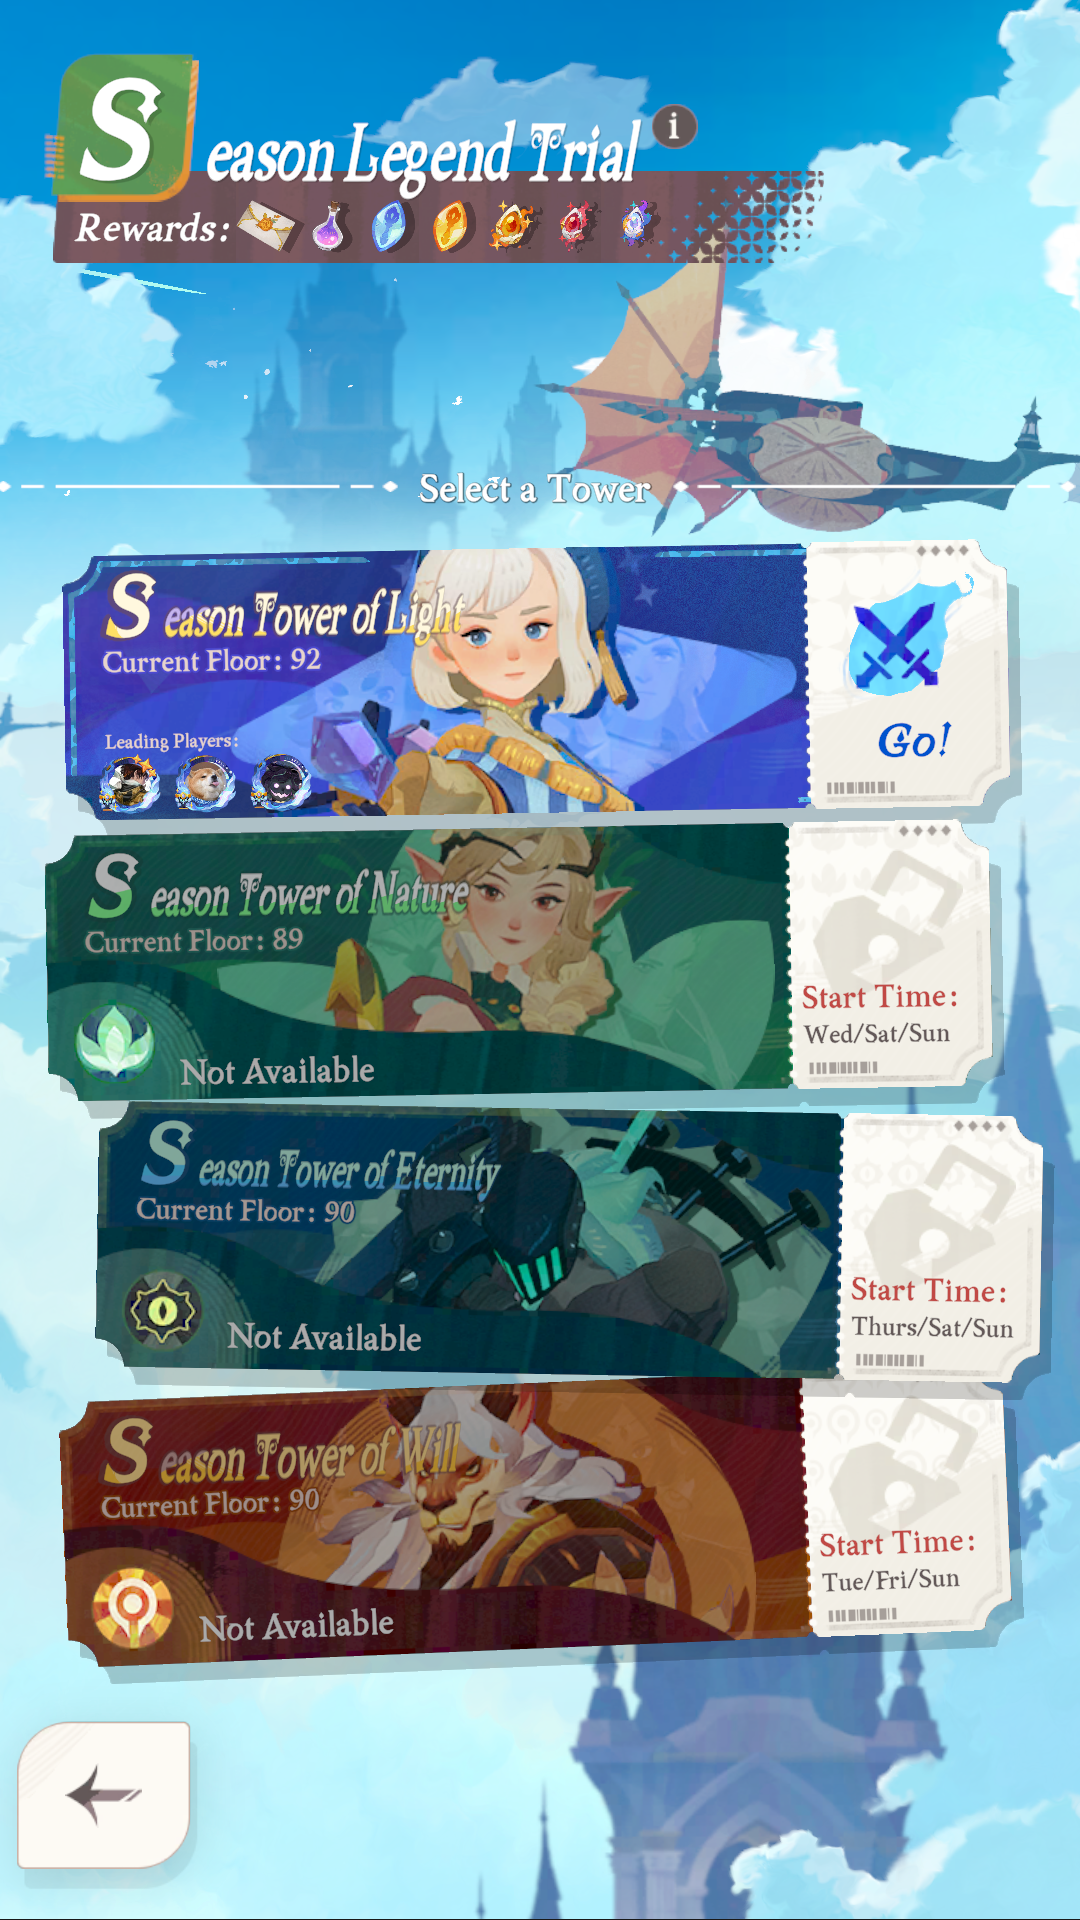 Season Legend Trial
i
Rewards:
Select a Tower
Season Tower of Light
Current Floor: 92
Leading Players:
Go!
Season Tower of Nature
Current Floor: 89
Not Available
Start Time:
Wed/Sat/Sun
Season Tower of Eternity
Current Floor: 90
Not Available
Start Time:
Thurs/Sat/Sun
Season Tower of Will
Current Floor: 90
Not Available
Start Time:
Tue/Fri/Sun